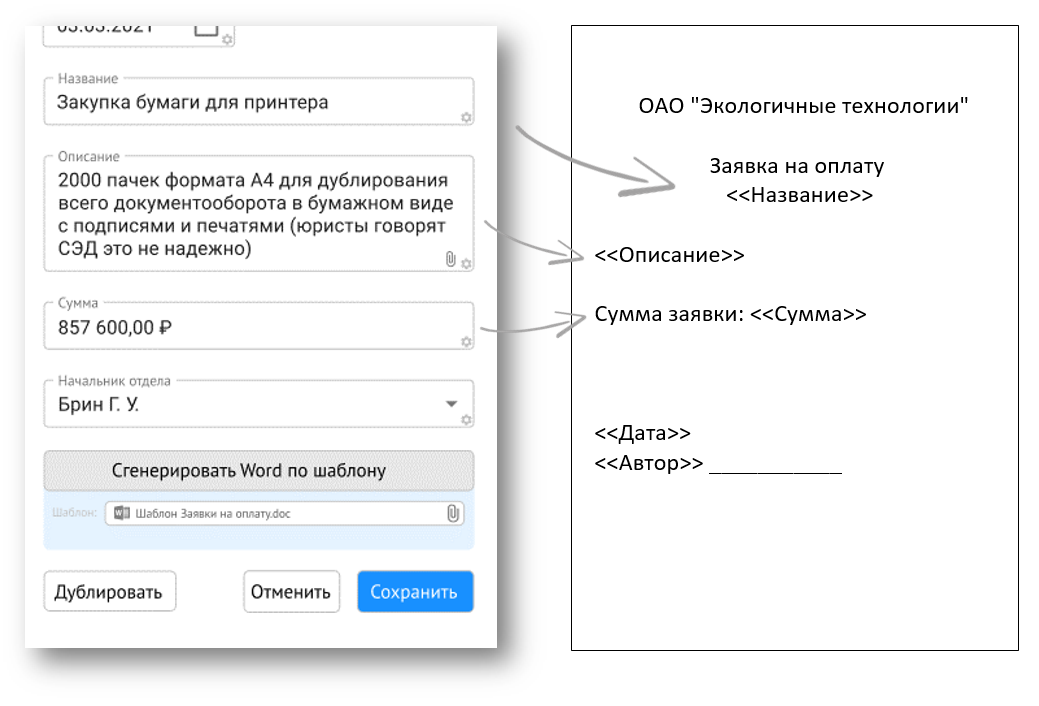 03.03.2021
Название
Закупка бумаги для принтера
Описание
2000 пачек формата А4 для дублирования
всего документооборота в бумажном виде
с подписями и печатями (юристы говорят
СЭД это не надежно)
Сумма
857 600,00 ₽
Начальник отдела
Брин Г. У.
Сгенерировать Word по шаблону
Шаблон:
Шаблон Заявки на оплату.doc
Дублировать
Отменить
Сохранить
ОАО "Экологичные технологии"
Заявка на оплату
<<Название>>
<<Описание>>
Сумма заявки: <<Сумма>>
<<Дата>>
<<Автор>> ____________